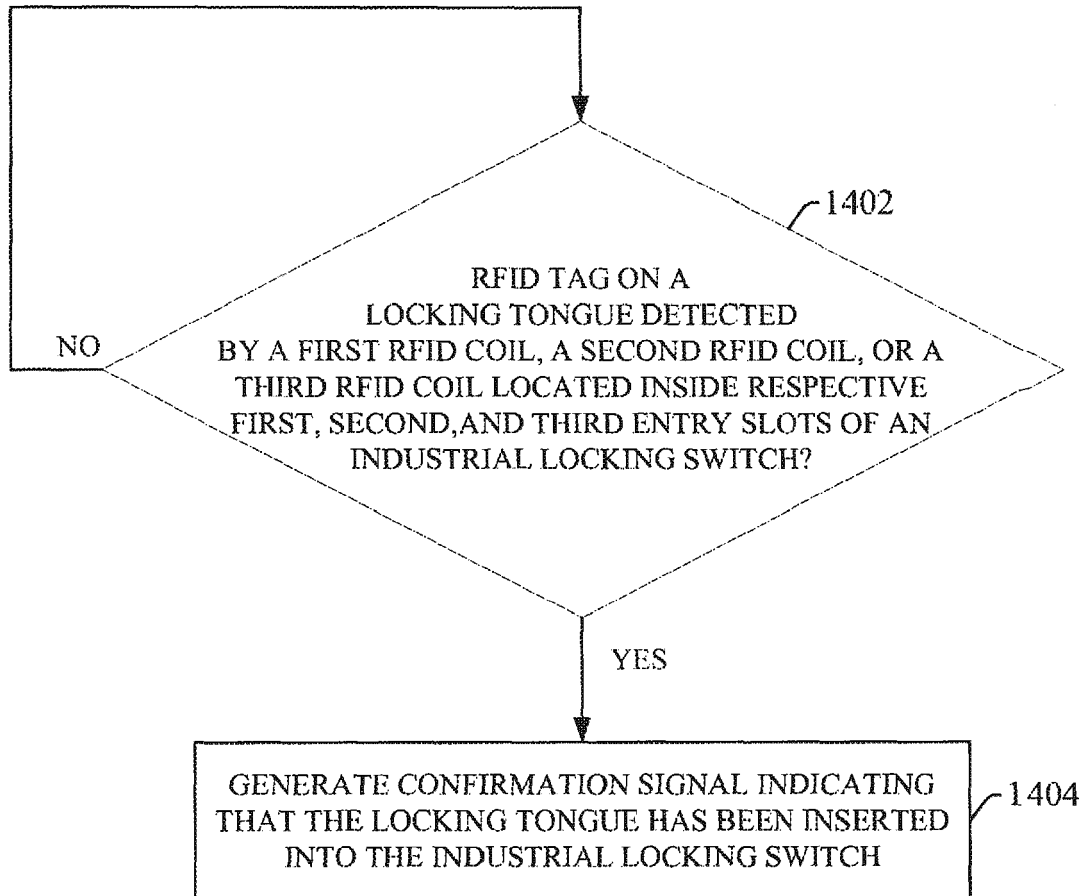 1402
RFID TAG ON A
LOCKING TONGUE DETECTED
BY A FIRST RFID COIL, A SECOND RFID COIL, OR A
THIRD RFID COIL LOCATED INSIDE RESPECTIVE
FIRST, SECOND,AND THIRD ENTRY SLOTS OF AN
INDUSTRIAL LOCKING SWITCH?
NO
YES
GENERATE CONFIRMATION SIGNAL INDICATING
THAT THE LOCKING TONGUE HAS BEEN INSERTED
INTO THE INDUSTRIAL LOCKING SWITCH
1404